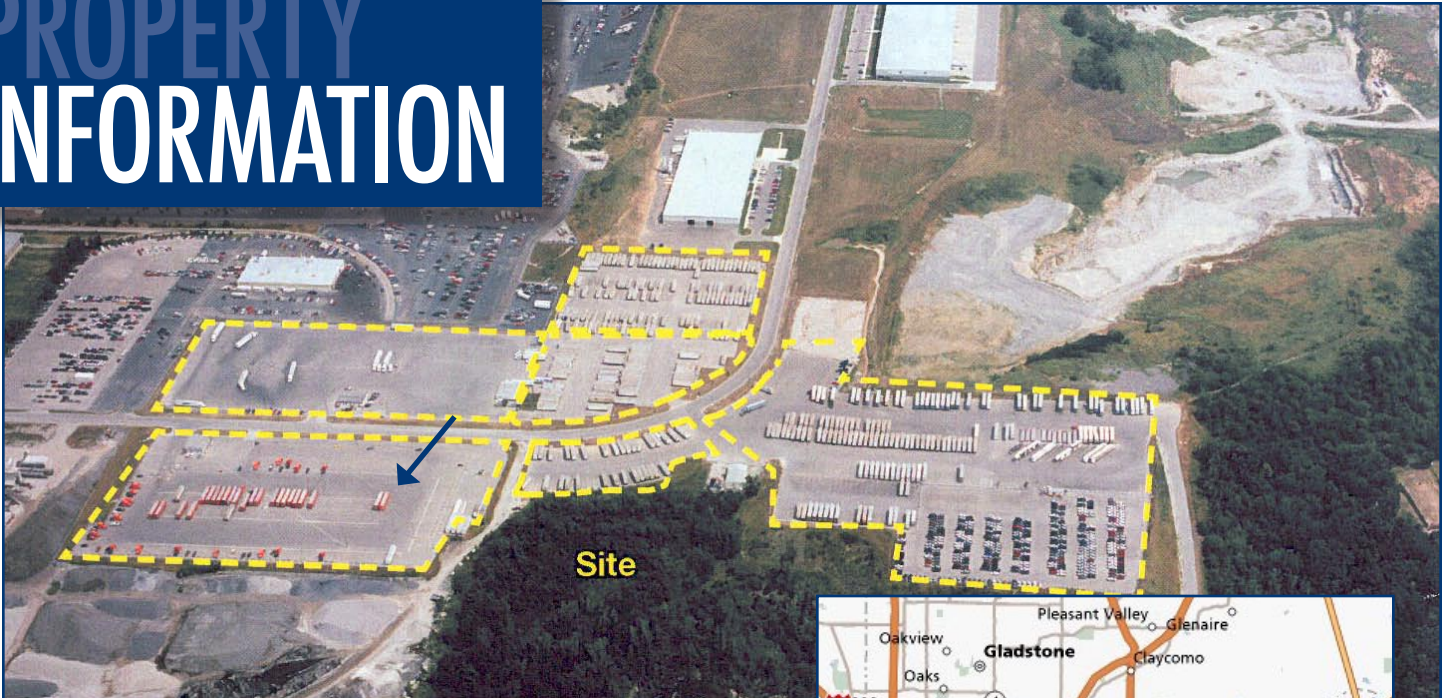 PROPERTY
NFORMATION
Site
Pleasant Valley
Glenaire
Oakview
Gladstone
Claycomo
Oaks